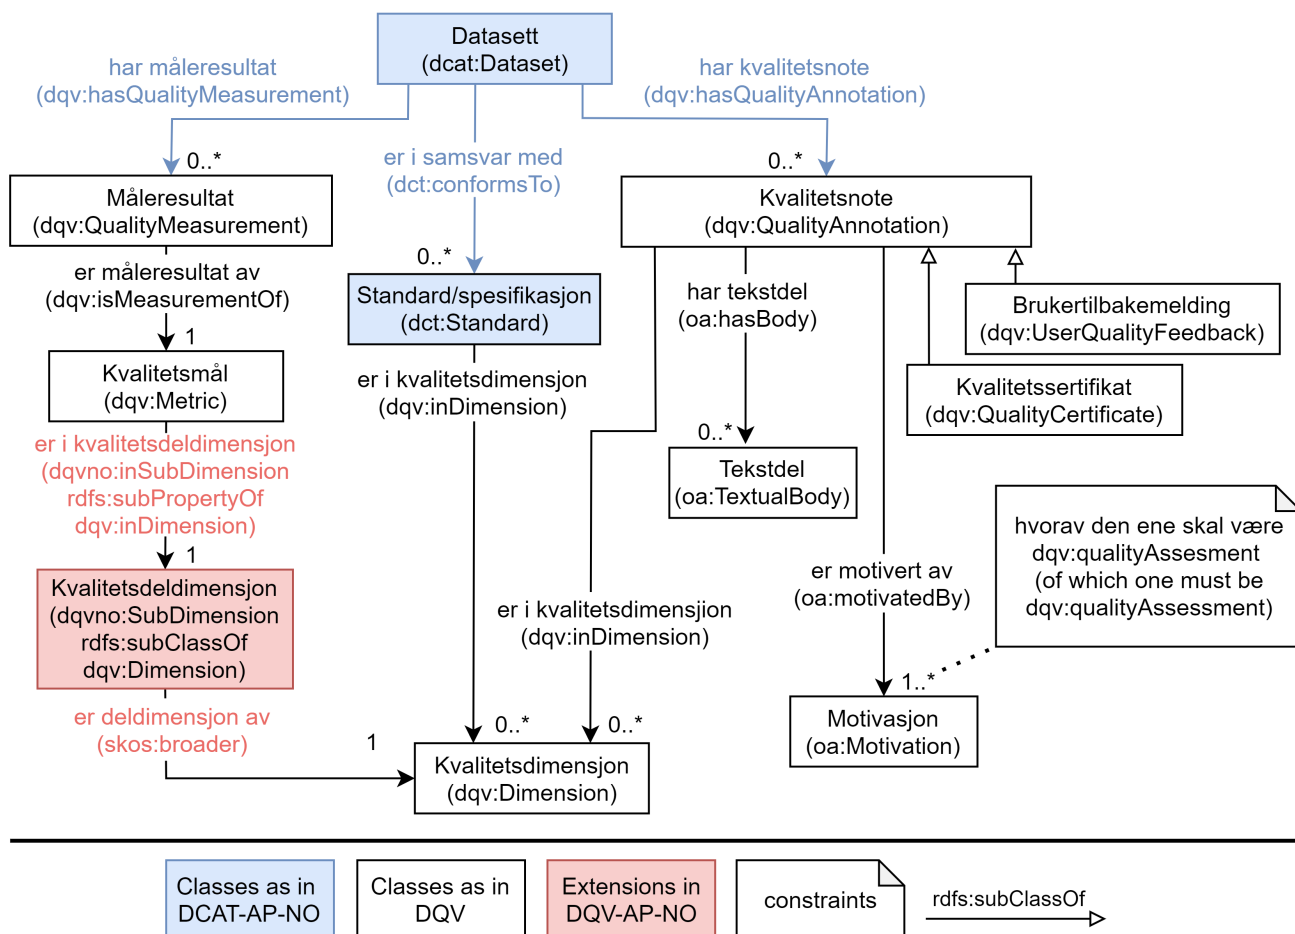 Datasett
(dcat:Dataset)
har måleresultat
(dqv:hasQualityMeasurement)
har kvalitetsnote
(dqv:hasQualityAnnotation)
er i samsvar med
(dct:conformsTo)
0..*
0..*
0..*
Måleresultat
(dqv:QualityMeasurement)
Kvalitetsnote
(dqv:QualityAnnotation)
er måleresultat av
(dqv:isMeasurementOf)
1
Standard/spesifikasjon
(dct:Standard)
har tekstdel
(oa:hasBody)
Brukertilbakemelding
(dqv:UserQualityFeedback)
Kvalitetsmål
(dqv:Metric)
er i kvalitetsdimensjon
(dqv:inDimension)
Kvalitetssertifikat
(dqv:QualityCertificate)
er i kvalitetsdeldimensjon
(dqvno:inSubDimension
rdfs:subPropertyOf
dqv:inDimension)
1
0..*
Tekstdel
(oa:TextualBody)
hvorav den ene skal være
dqv:qualityAssesment
(of which one must be
dqv:qualityAssessment)
Kvalitetsdeldimensjon
(dqvno:SubDimension
rdfs:subClassOf
dqv:Dimension)
er i kvalitetsdimensjion
(dqv:inDimension)
er motivert av
(oa:motivatedBy)
1..*
er deldimensjon av
(skos:broader)
1
0..*
0..*
Motivasjon
(oa:Motivation)
Kvalitetsdimensjon
(dqv:Dimension)
Classes as in
DCAT-AP-NO
Classes as in
DQV
Extensions in
DQV-AP-NO
constraints
rdfs:subClassOf